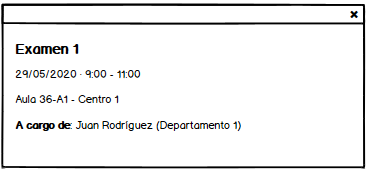 Examen 1
29/05/2020 · 9:00 - 11:00
Aula 36-A1 - Centro 1
A cargo de: Juan Rodríguez (Departamento 1)